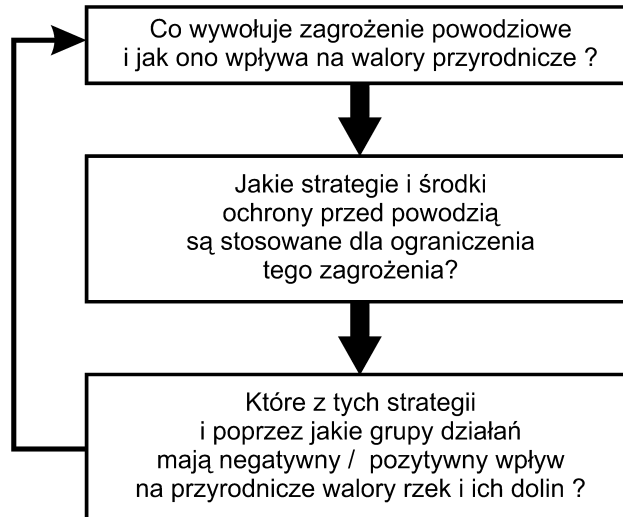 Co wywołuje zagrożenie powodziowe
i jak ono wpływa na walory przyrodnicze ?
Jakie strategie i środki
ochrony przed powodzią
są stosowane dla ograniczenia
tego zagrożenia?
Które z tych strategii
i poprzez jakie grupy działań
mają negatywny / pozytywny wpływ
na przyrodnicze walory rzek i ich dolin ?